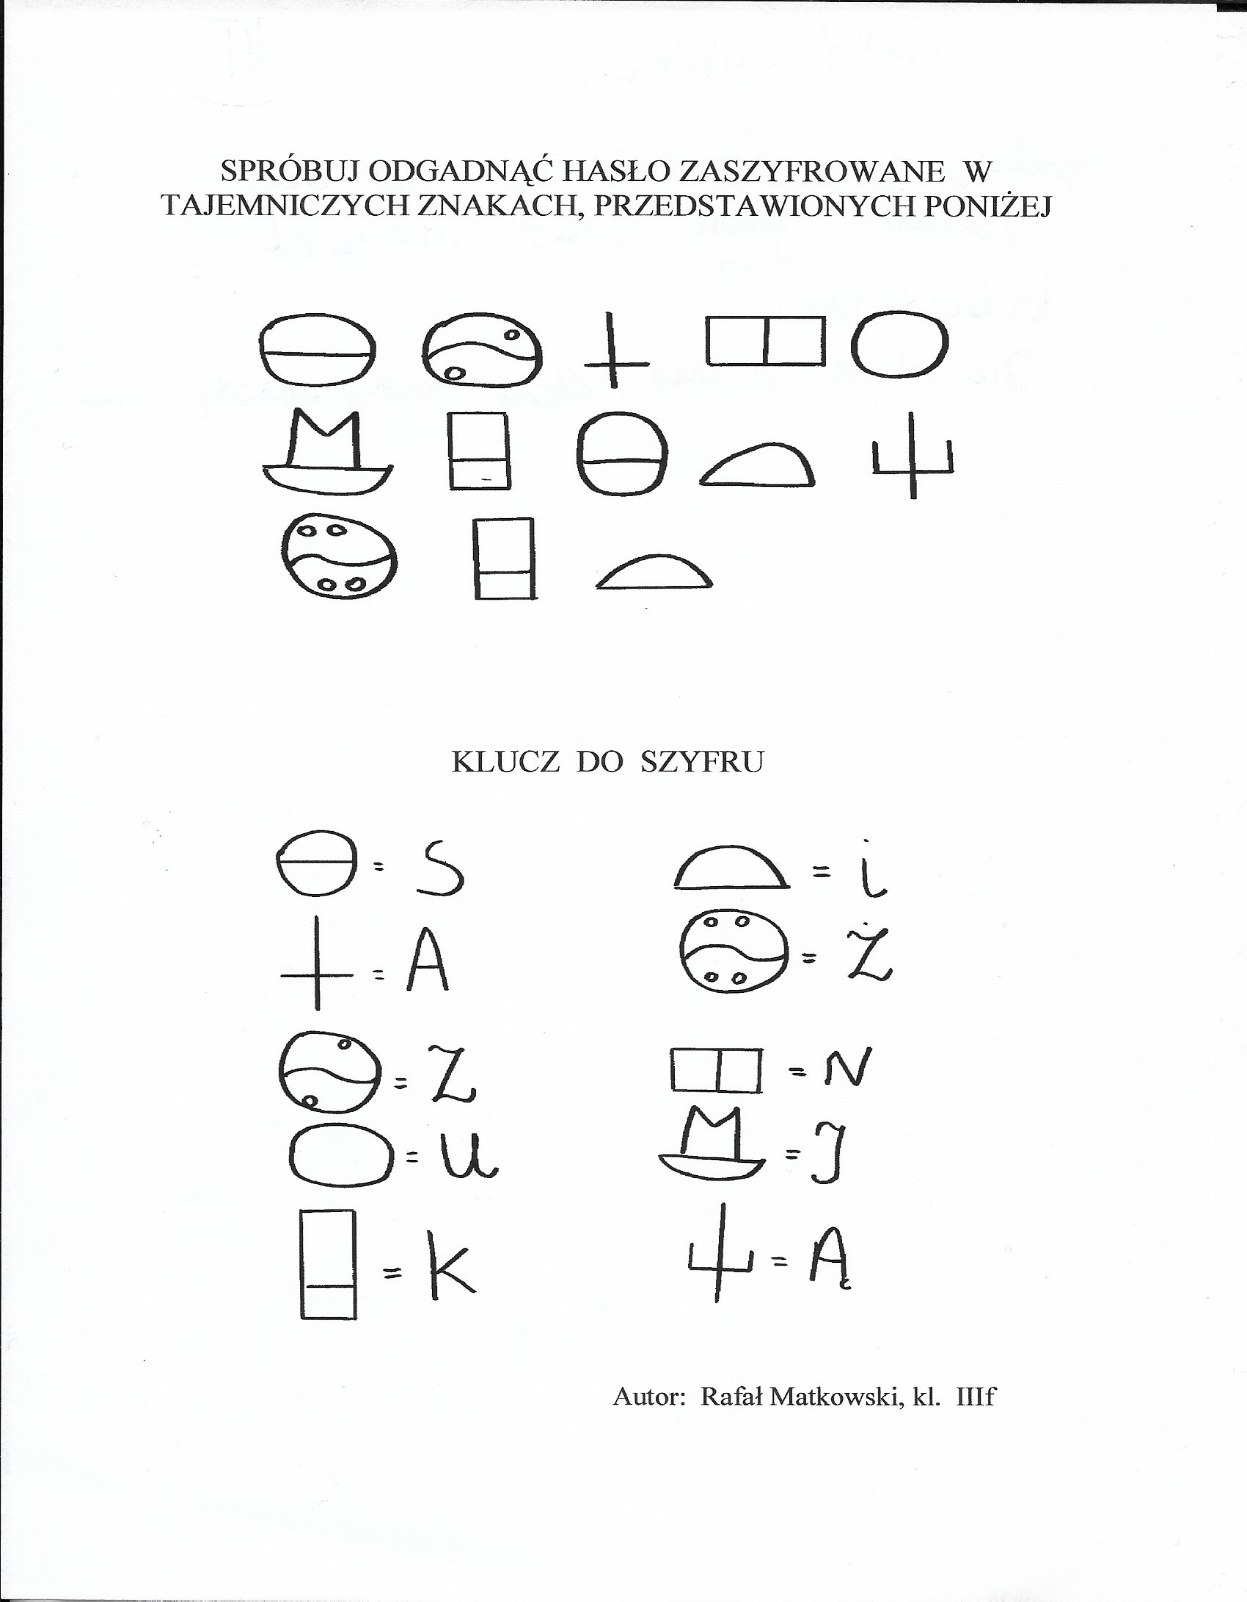 SPRÓBUJ ODGADNĄĆ HASŁO ZASZYFROWANE W
TAJEMNICZYCH ZNAKACH, PRZEDSTAWIONYCH PONIŻEJ
KLUCZ DO SZYFRU
= S
= A
= Z
= U
= K
= i
= Ż
= N
= J
= Ą
Autor: Rafał Matkowski, kl. IIIf